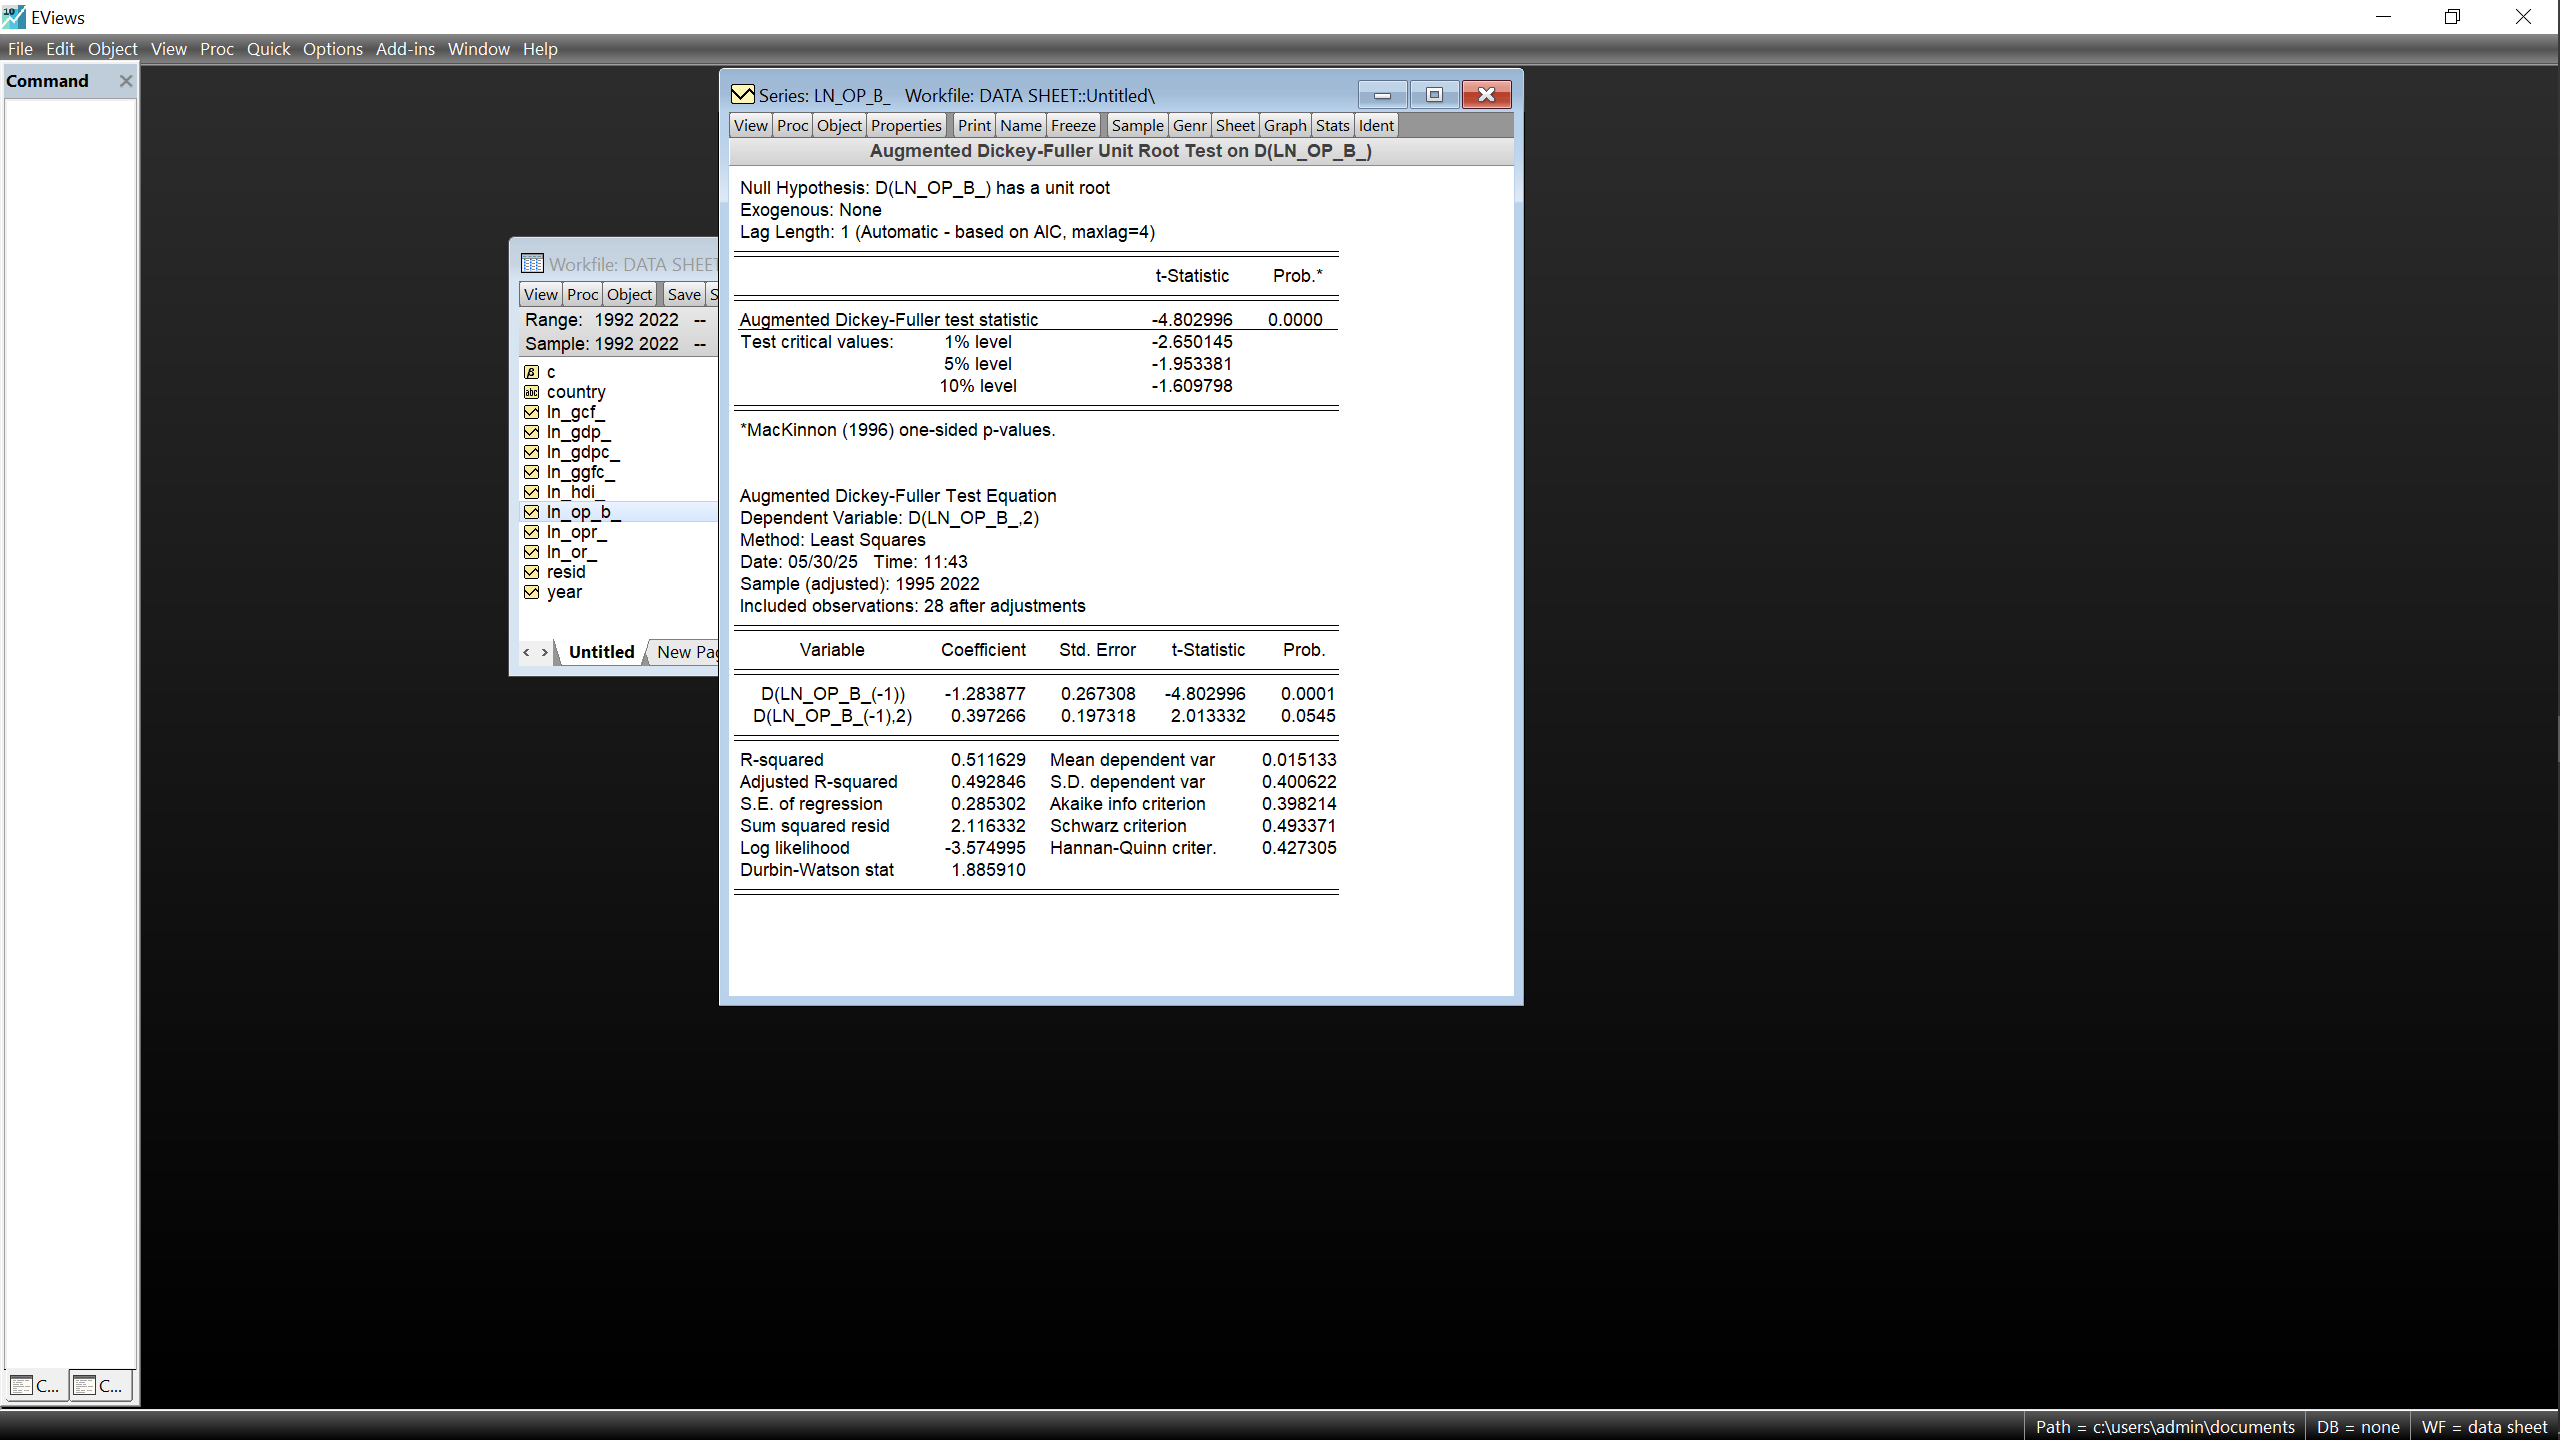 EViews
File Edit Object View Proc Quick Options Add-ins Window Help
Command
Workfile: DATA SHEET
View Proc Object Save S
Range: 1992 2022 --
Sample: 1992 2022 --
c
country
ln_gcf_
ln_gdp_
ln_gdpc_
ln_ggfc_
ln_hdi_
ln_op_b_
ln_opr_
ln_or_
resid
year
Untitled New Pag
Series: LN_OP_B_ Workfile: DATA SHEET::Untitled\
View Proc Object Properties Print Name Freeze Sample Genr Sheet Graph Stats Ident
Augmented Dickey-Fuller Unit Root Test on D(LN_OP_B_)
Null Hypothesis: D(LN_OP_B_) has a unit root
Exogenous: None
Lag Length: 1 (Automatic - based on AIC, maxlag=4)
t-Statistic Prob.*
Augmented Dickey-Fuller test statistic -4.802996 0.0000
Test critical values: 1% level -2.650145
5% level -1.953381
10% level -1.609798
*MacKinnon (1996) one-sided p-values.
Augmented Dickey-Fuller Test Equation
Dependent Variable: D(LN_OP_B_,2)
Method: Least Squares
Date: 05/30/25 Time: 11:43
Sample (adjusted): 1995 2022
Included observations: 28 after adjustments
Variable Coefficient Std. Error t-Statistic Prob.
D(LN_OP_B_(-1)) -1.283877 0.267308 -4.802996 0.0001
D(LN_OP_B_(-1),2) 0.397266 0.197318 2.013332 0.0545
R-squared 0.511629 Mean dependent var 0.015133
Adjusted R-squared 0.492846 S.D. dependent var 0.400622
S.E. of regression 0.285302 Akaike info criterion 0.398214
Sum squared resid 2.116332 Schwarz criterion 0.493371
Log likelihood -3.574995 Hannan-Quinn criter. 0.427305
Durbin-Watson stat 1.885910
C... C...
Path = c:\users\admin\documents DB = none WF = data sheet